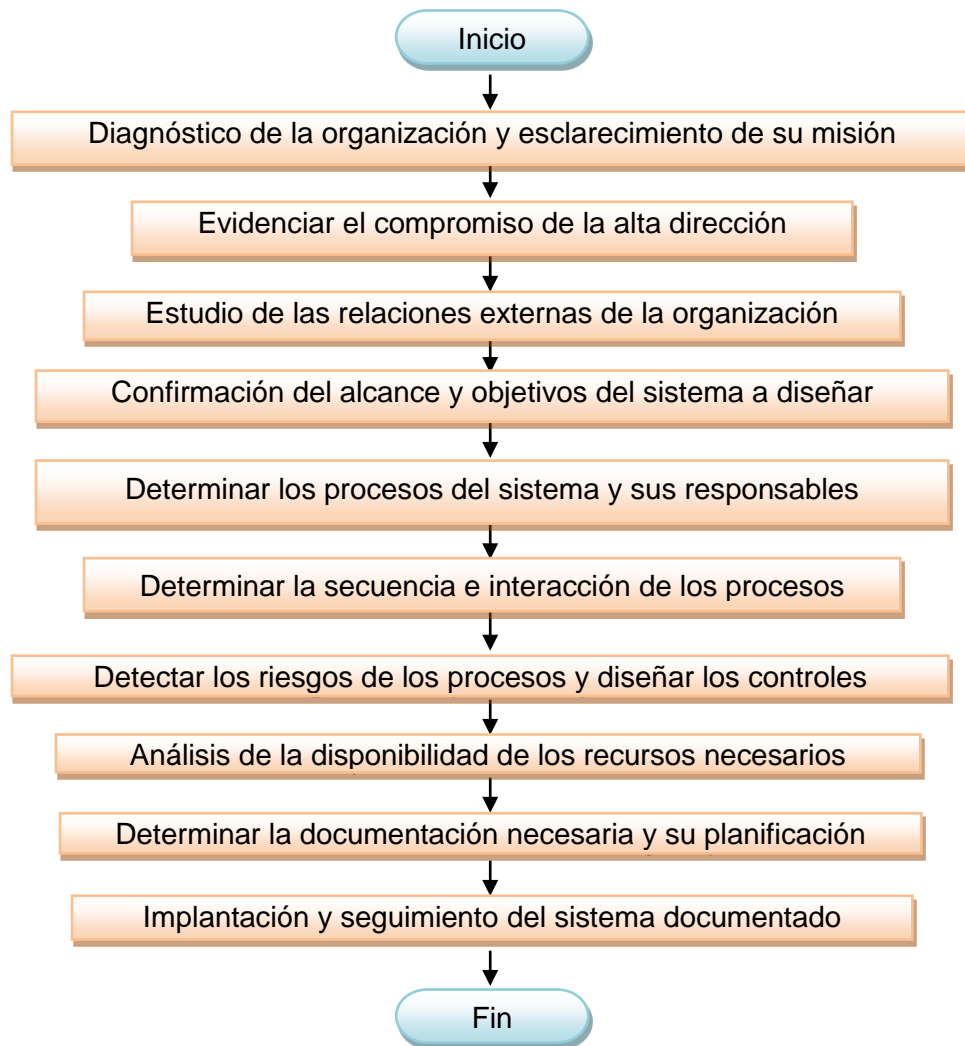 Inicio
Diagnóstico de la organización y esclarecimiento de su misión
Evidenciar el compromiso de la alta dirección
Estudio de las relaciones externas de la organización
Confirmación del alcance y objetivos del sistema a diseñar
Determinar los procesos del sistema y sus responsables
Determinar la secuencia e interacción de los procesos
Detectar los riesgos de los procesos y diseñar los controles
Análisis de la disponibilidad de los recursos necesarios
Determinar la documentación necesaria y su planificación
Implantación y seguimiento del sistema documentado
Fin